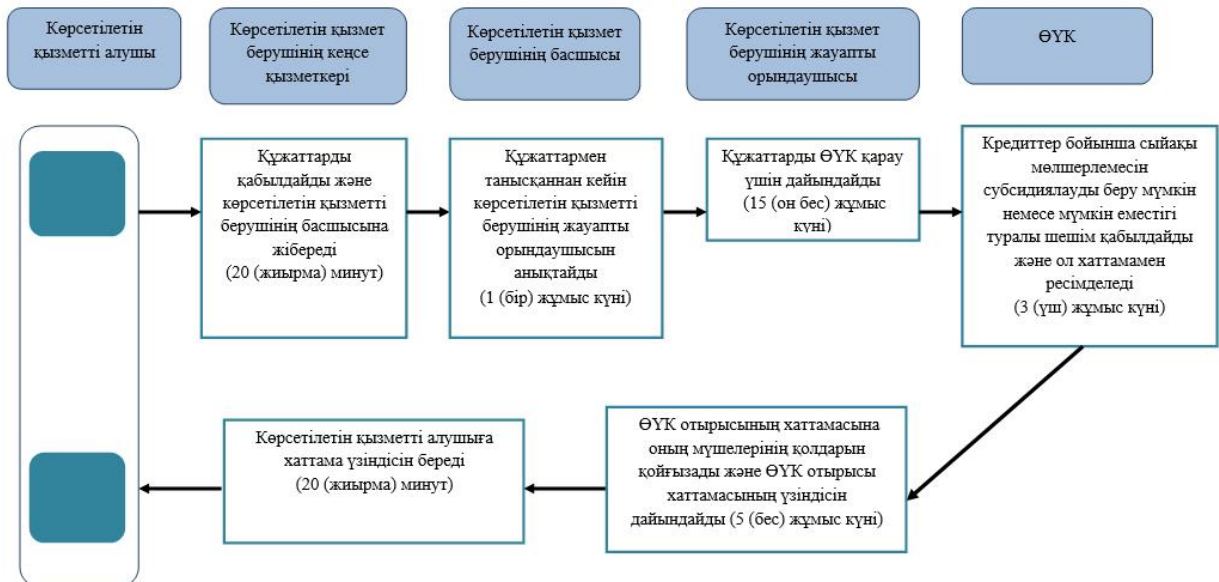 Көрсетілетін
қызметті алушы
Көрсетілетін қызмет
берушінің кеңсе
қызметкері
Көрсетілетін қызмет
берушінің басшысы
Көрсетілетін қызмет
берушінің жауапты
орындаушысы
ӨҮК
Құжаттарды
қабылдайды және
көрсетілетін қызметті
берушінің басшысына
жібереді
(20 (жиырма) минут)
Құжаттармен
танысқаннан кейін
көрсетілетін қызметті
берушінің жауапты
орындаушысын
анықтайды
(1 (бір) жұмыс күні)
Құжаттарды ӨҮК қарау
үшін дайындайды
(15 (он бес) жұмыс
күні)
Кредиттер бойынша сыйақы
мөлшерлемесін
субсидиялауды беру мүмкін
немесе мүмкін еместігі
туралы шешім қабылдайды
және ол хаттамамен
ресімделеді
(3 (үш) жұмыс күні)
Көрсетілетін қызметті алушыға
хаттама үзіндісін береді
(20 (жиырма) минут)
ӨҮК отырысының хаттамасына
оның мүшелерінің қолдарын
қойғызады және ӨҮК отырысы
хаттамасының үзіндісін
дайындайды (5 (бес) жұмыс күні)